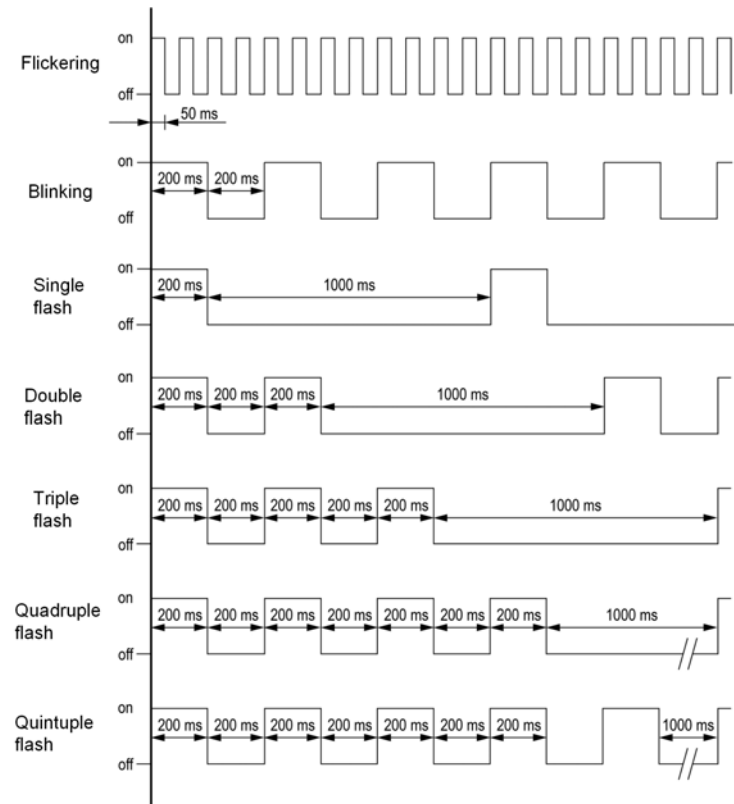 on
Flickering
off
50 ms
on
200 ms 200 ms
Blinking
off
on
Single
flash
200 ms 1000 ms
off
on
Double
flash
200 ms 200 ms 200 ms 1000 ms
off
on
Triple
flash
200 ms 200 ms 200 ms 200 ms 200 ms 1000 ms
off
on
Quadruple
flash
200 ms 200 ms 200 ms 200 ms 200 ms 200 ms 200 ms 1000 ms
off
on
Quintuple
flash
200 ms 200 ms 200 ms 200 ms 200 ms 200 ms 200 ms 1000 ms
off